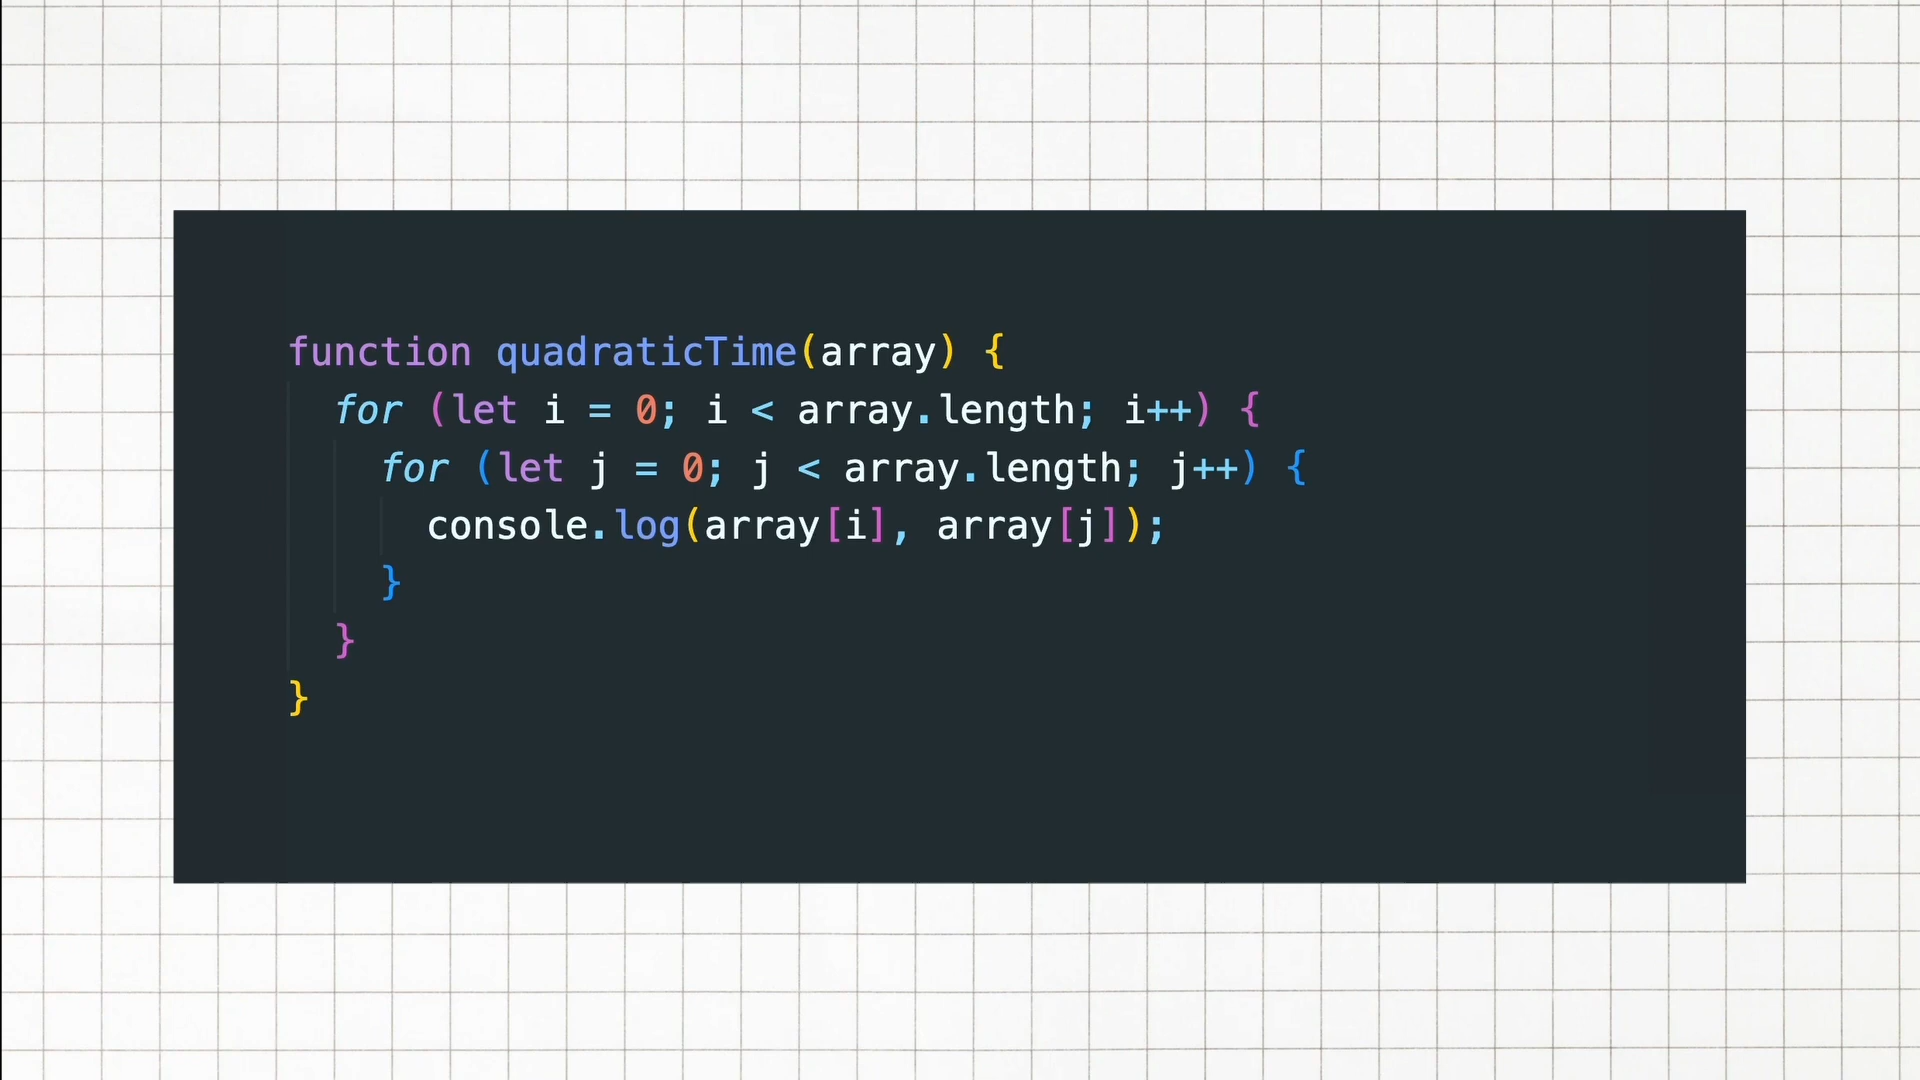 function quadraticTime(array) {
  for (let i = 0; i < array.length; i++) {
    for (let j = 0; j < array.length; j++) {
      console.log(array[i], array[j]);
    }
  }
}